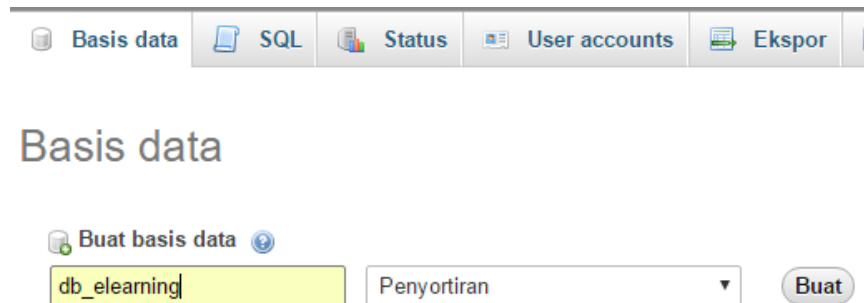 Basis data SQL Status User accounts Ekspor
Basis data
Buat basis data
db_elearning Penyortiran Buat